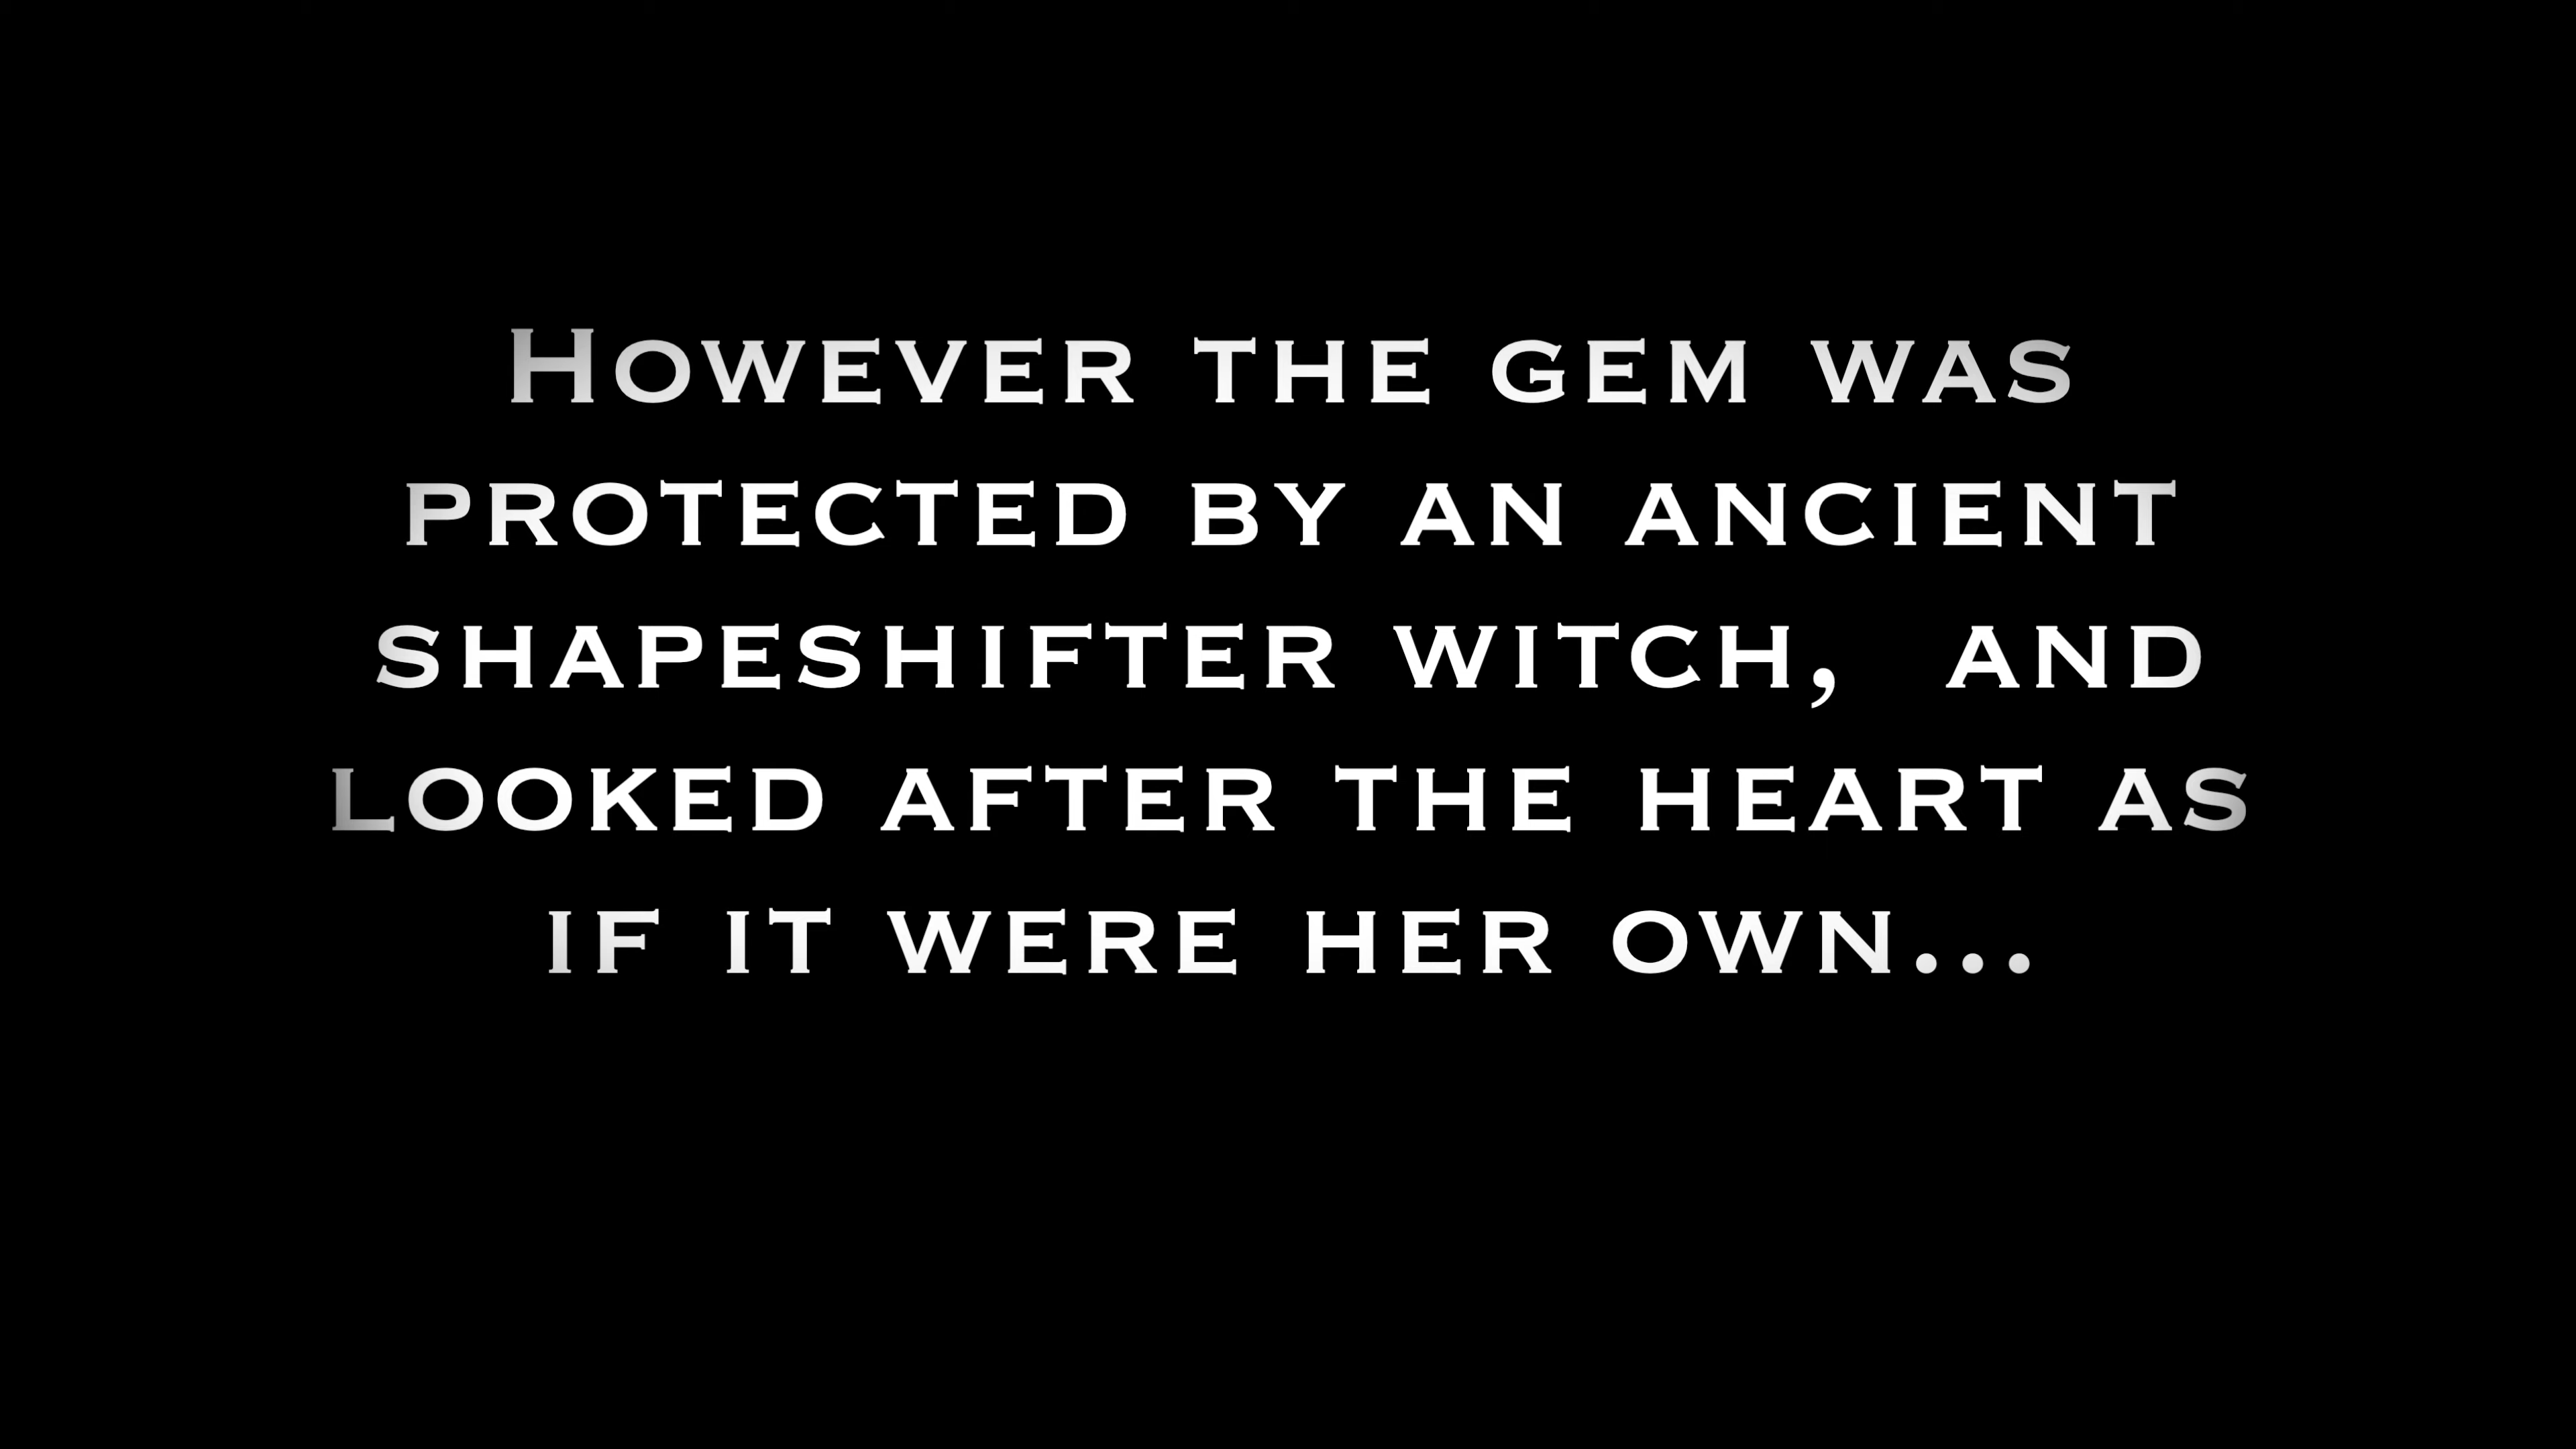 However the gem was
protected by an ancient
shapeshifter witch,  and
looked after the heart as
if it were her own...